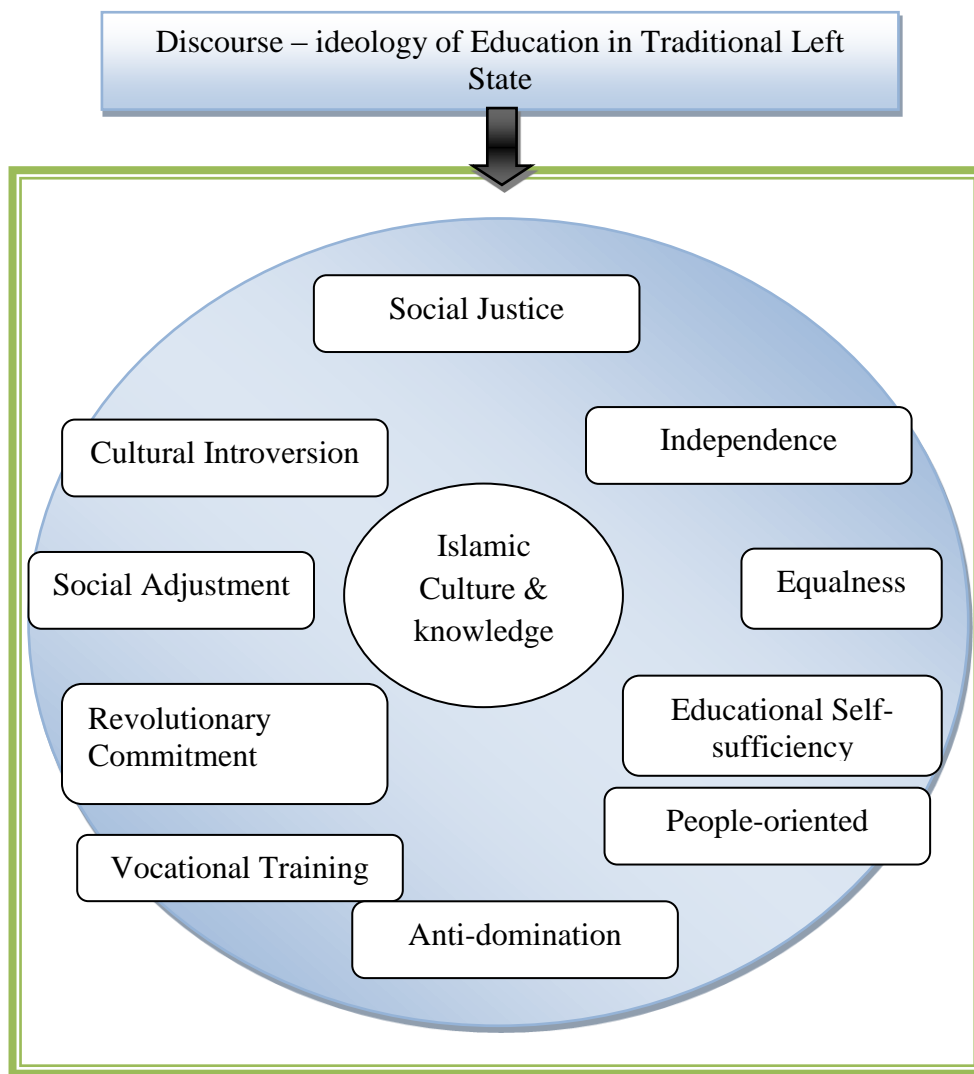 Discourse – ideology of Education in Traditional Left
State
Social Justice
Cultural Introversion
Independence
Islamic
Culture &
knowledge
Social Adjustment
Equalness
Revolutionary
Commitment
Educational Self-
sufficiency
People-oriented
Vocational Training
Anti-domination